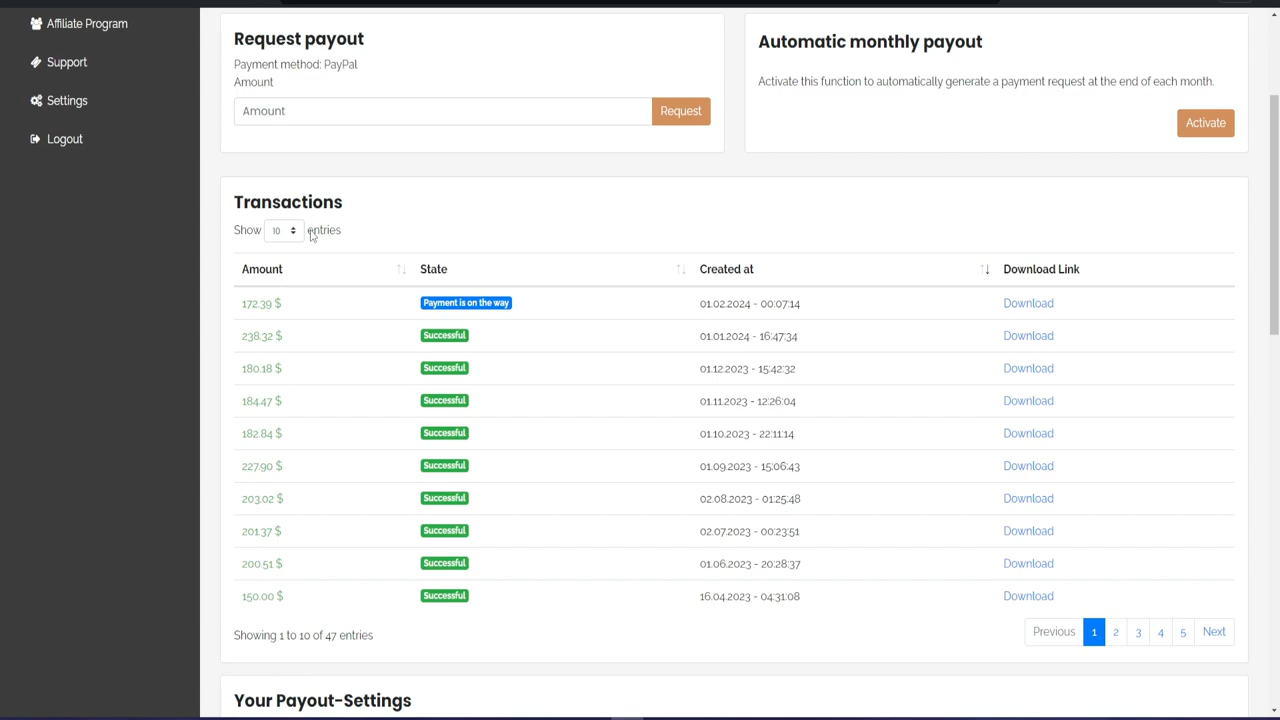 Affiliate Program
Support
Settings
Logout
Request payout
Payment method: PayPal
Amount
Amount
Request
Automatic monthly payout
Activate this function to automatically generate a payment request at the end of each month.
Activate
Transactions
Show 10 entries
Amount State Created at Download Link
172.39 $ Payment is on the way 01.02.2024 - 00:07:14 Download
238.32 $ Successful 01.01.2024 - 16:47:34 Download
180.18 $ Successful 01.12.2023 - 15:42:32 Download
184.47 $ Successful 01.11.2023 - 12:26:04 Download
182.84 $ Successful 01.10.2023 - 22:11:14 Download
227.90 $ Successful 01.09.2023 - 15:06:43 Download
203.02 $ Successful 02.08.2023 - 01:25:48 Download
201.37 $ Successful 02.07.2023 - 00:23:51 Download
200.51 $ Successful 01.06.2023 - 20:28:37 Download
150.00 $ Successful 16.04.2023 - 04:31:08 Download
Showing 1 to 10 of 47 entries
Previous 1 2 3 4 5 Next
Your Payout-Settings